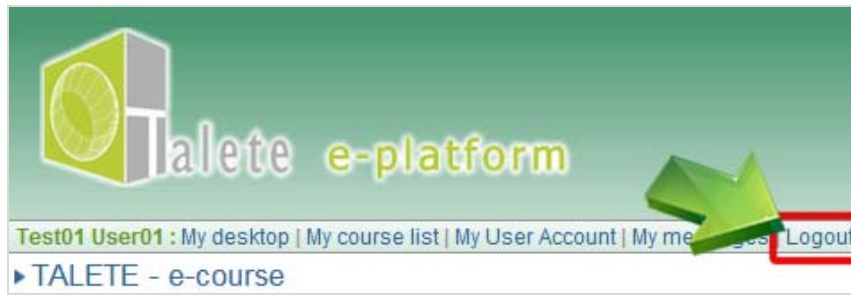 Talete e-platform
Test01 User01 : My desktop | My course list | My User Account | My | Logout
▸ TALETE - e-course